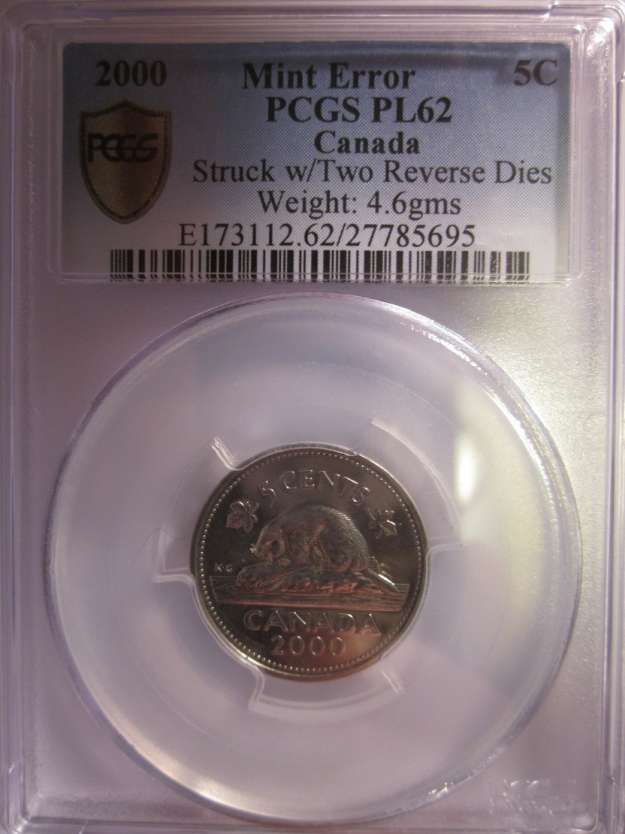 2000 Mint Error 5C
PCGS PL62
PCGS
Canada
Struck w/Two Reverse Dies
Weight: 4.6gms
E173112.62/27785695
5 CENTS
KG
CANADA
2000